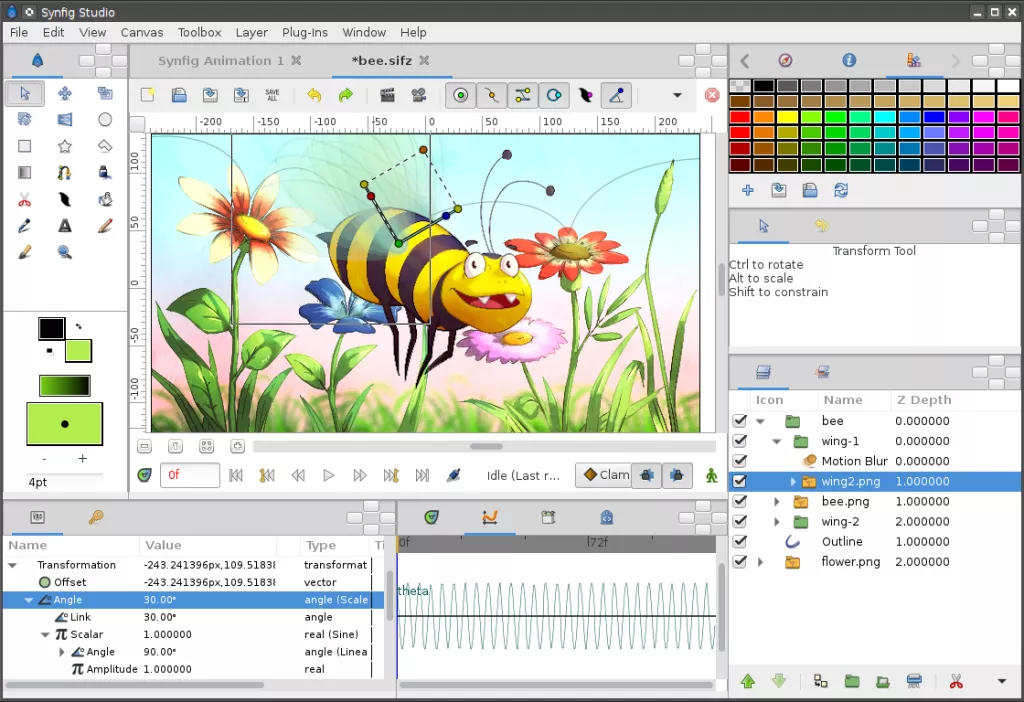 Synfig Studio
File Edit View Canvas Toolbox Layer Plug-Ins Window Help
Synfig Animation 1
*bee.sifz
SAVE ALL
-200 -150 -100 -50 0 50 100 150 200
100
50
0
-50
-100
Transform Tool
Ctrl to rotate
Alt to scale
Shift to constrain
- +
4pt
0f
Idle (Last r...
Clam
Icon Name Z Depth
bee 0.000000
wing-1 0.000000
Motion Blur 0.000000
wing2.png 1.000000
bee.png 1.000000
wing-2 2.000000
Outline 1.000000
flower.png 2.000000
Name Value Type Ti
Transformation -243.241396px,109.51838 transformat
Offset -243.241396px,109.51838 vector
Angle 30.00° angle (Scale
Link 30.00° angle
Scalar 1.000000 real (Sine)
Angle 90.00° angle (Linea
Amplitude 1.000000 real
0f 72f
theta